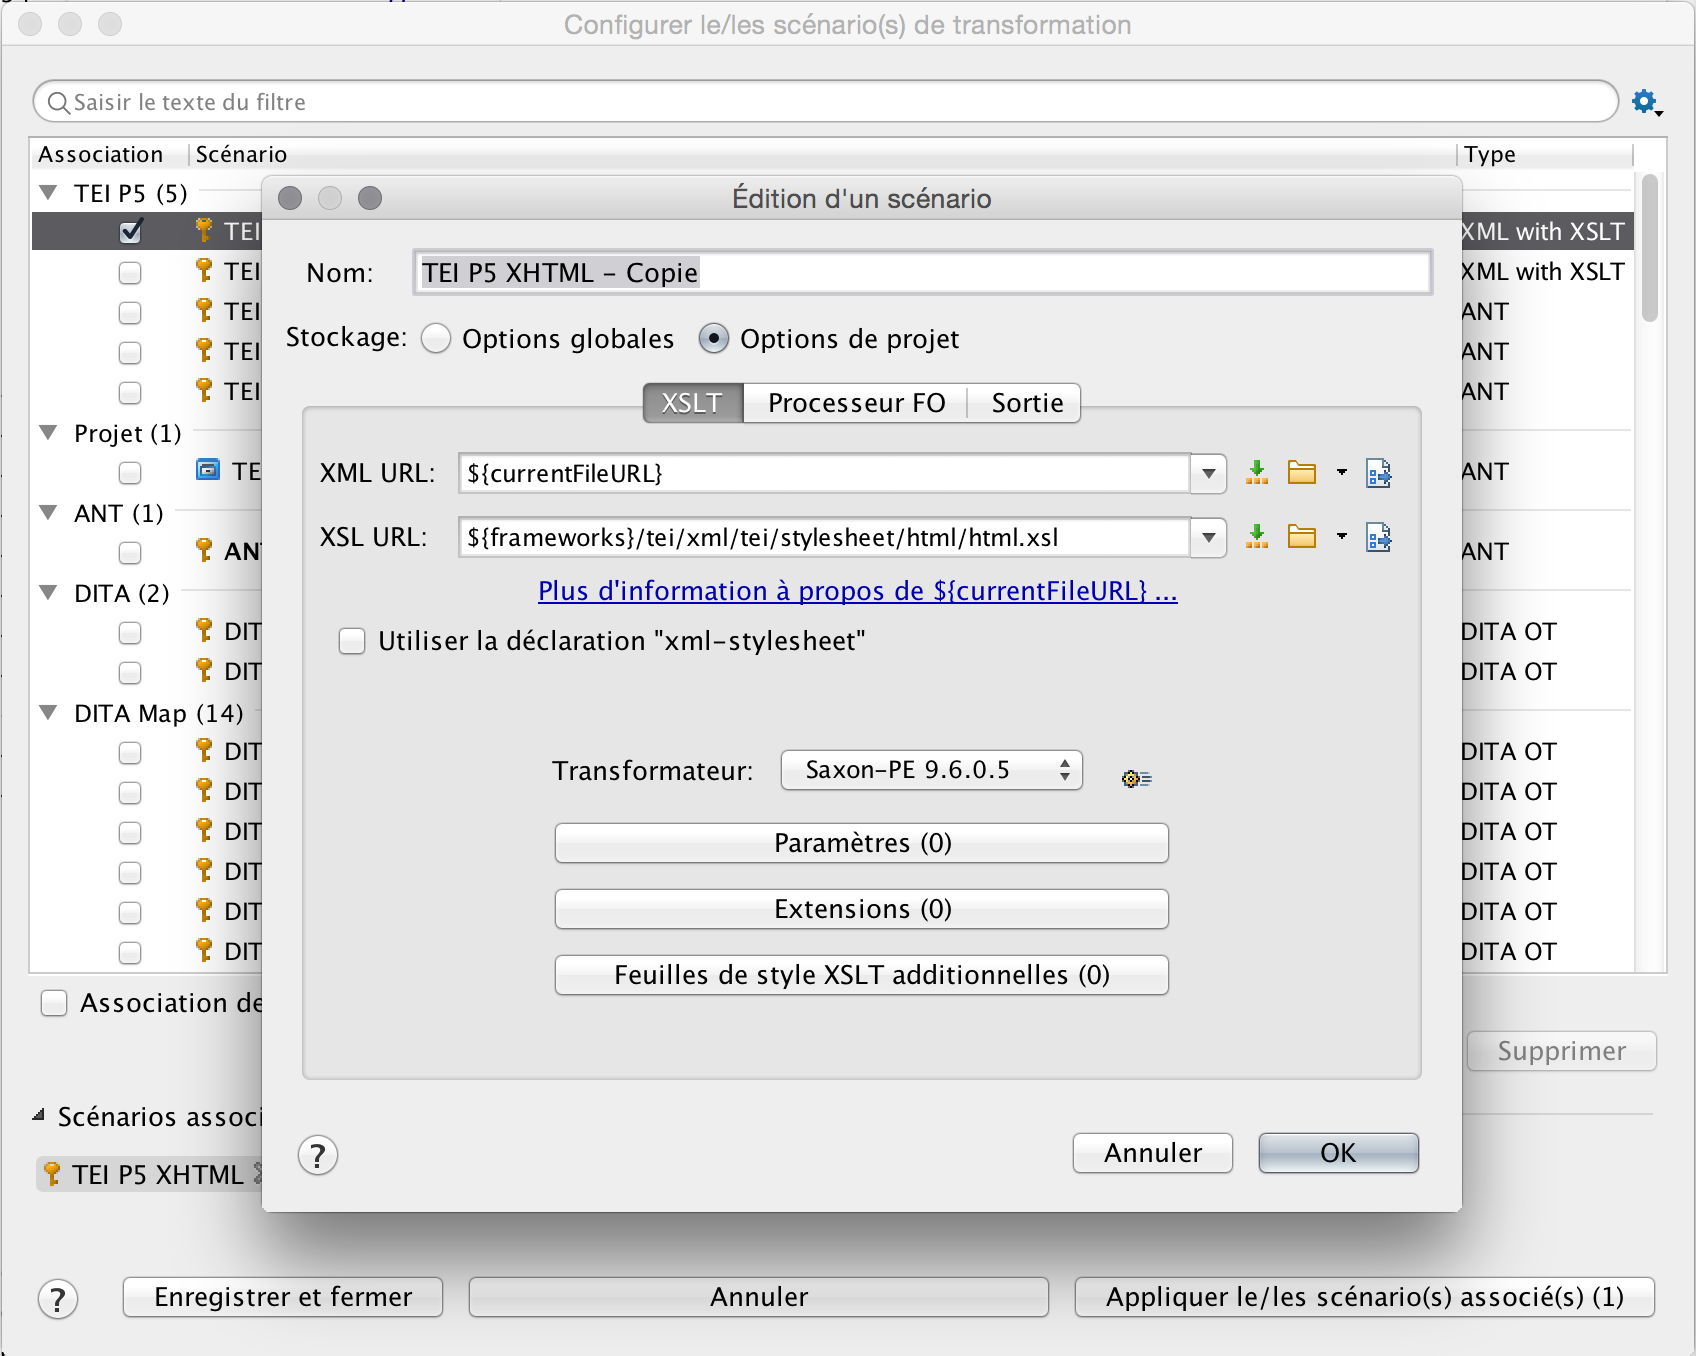 Configurer le/les scénario(s) de transformation
Saisir le texte du filtre
Association Scénario Type
TEI P5 (5)
TEI XML with XSLT
TEI XML with XSLT
TEI ANT
TEI ANT
TEI ANT
Projet (1)
TE ANT
ANT (1)
ANT ANT
DITA (2)
DIT DITA OT
DIT DITA OT
DITA Map (14)
DIT DITA OT
DIT DITA OT
DIT DITA OT
DIT DITA OT
DIT DITA OT
DIT DITA OT
Association de
Supprimer
Scénarios associ
TEI P5 XHTML
? Enregistrer et fermer Annuler Appliquer le/les scénario(s) associé(s) (1)
Édition d'un scénario
Nom: TEI P5 XHTML – Copie
Stockage: Options globales Options de projet
XSLT Processeur FO Sortie
XML URL: ${currentFileURL}
XSL URL: ${frameworks}/tei/xml/tei/stylesheet/html/html.xsl
Plus d'information à propos de ${currentFileURL} ...
Utiliser la déclaration "xml-stylesheet"
Transformateur: Saxon-PE 9.6.0.5
Paramètres (0)
Extensions (0)
Feuilles de style XSLT additionnelles (0)
? Annuler OK